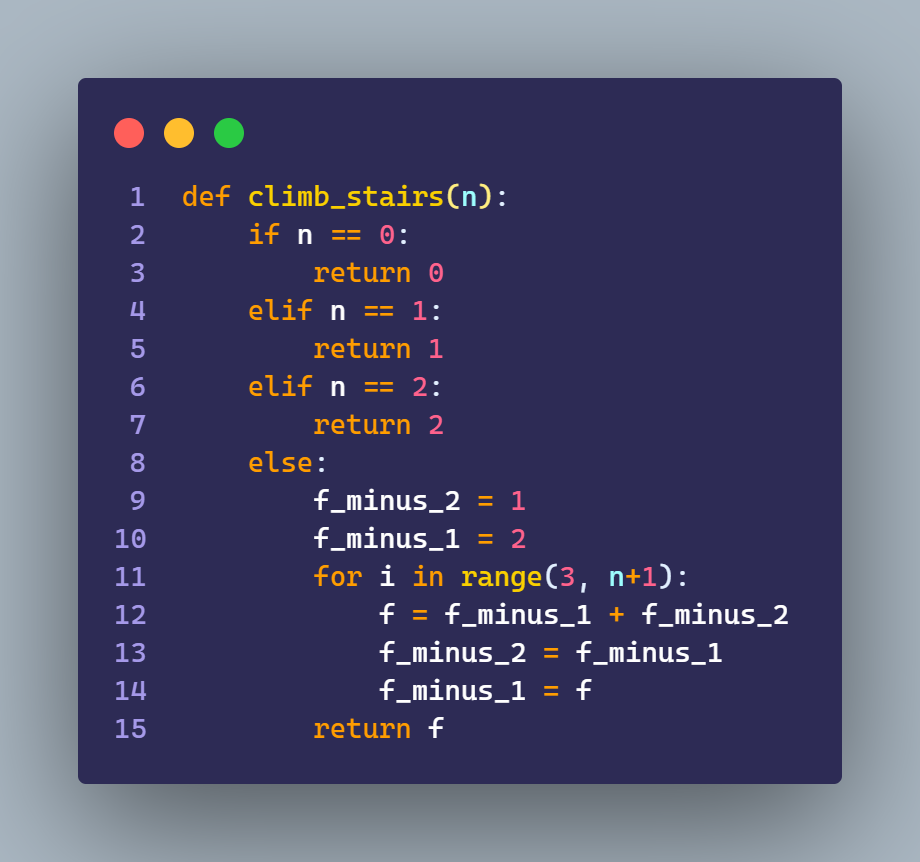 1 def climb_stairs(n):
2     if n == 0:
3         return 0
4     elif n == 1:
5         return 1
6     elif n == 2:
7         return 2
8     else:
9         f_minus_2 = 1
10         f_minus_1 = 2
11         for i in range(3, n+1):
12             f = f_minus_1 + f_minus_2
13             f_minus_2 = f_minus_1
14             f_minus_1 = f
15         return f